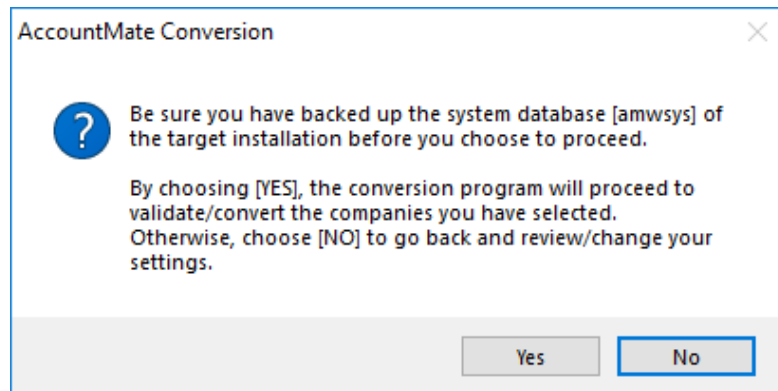 AccountMate Conversion
?
Be sure you have backed up the system database [amwsys] of
the target installation before you choose to proceed.
By choosing [YES], the conversion program will proceed to
validate/convert the companies you have selected.
Otherwise, choose [NO] to go back and review/change your
settings.
Yes
No